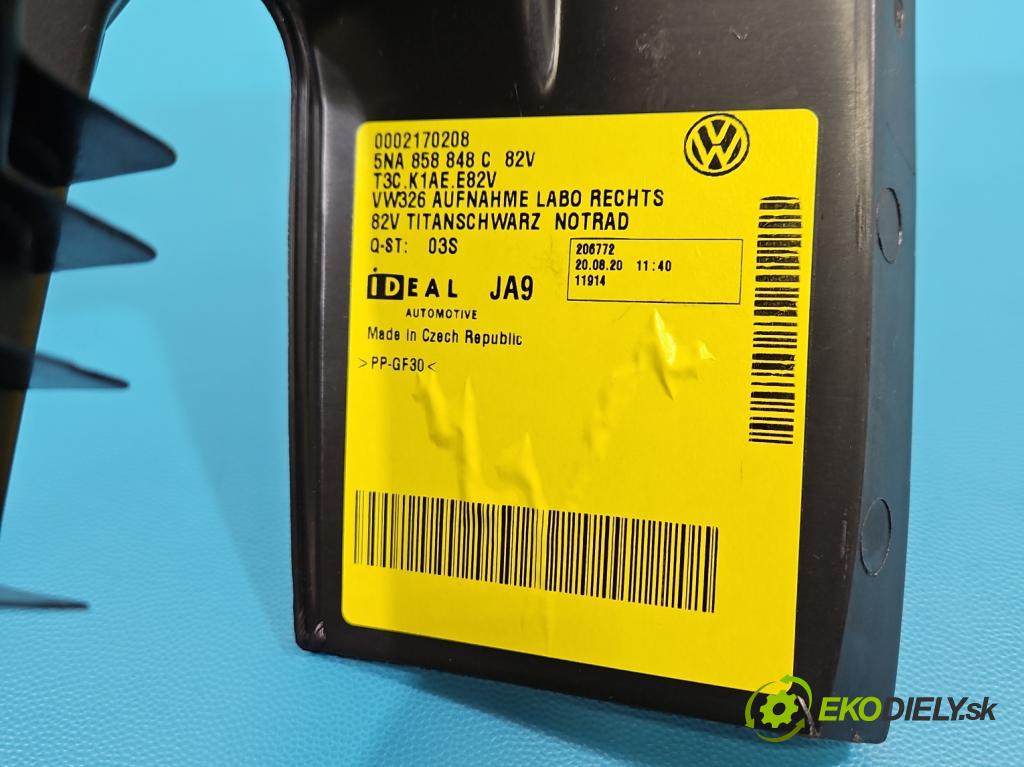 0002170208
5NA 858 848 C 82V
T3C.K1AE.E82V
VW326 AUFNAHME LABO RECHTS
82V TITANSCHWARZ NOTRAD
Q-ST: 03S
206772
20.08.20 11:40
11914
IDEAL JA9
AUTOMOTIVE
Made in Czech Republic
>PP-GF30<
EKODIELY.sk